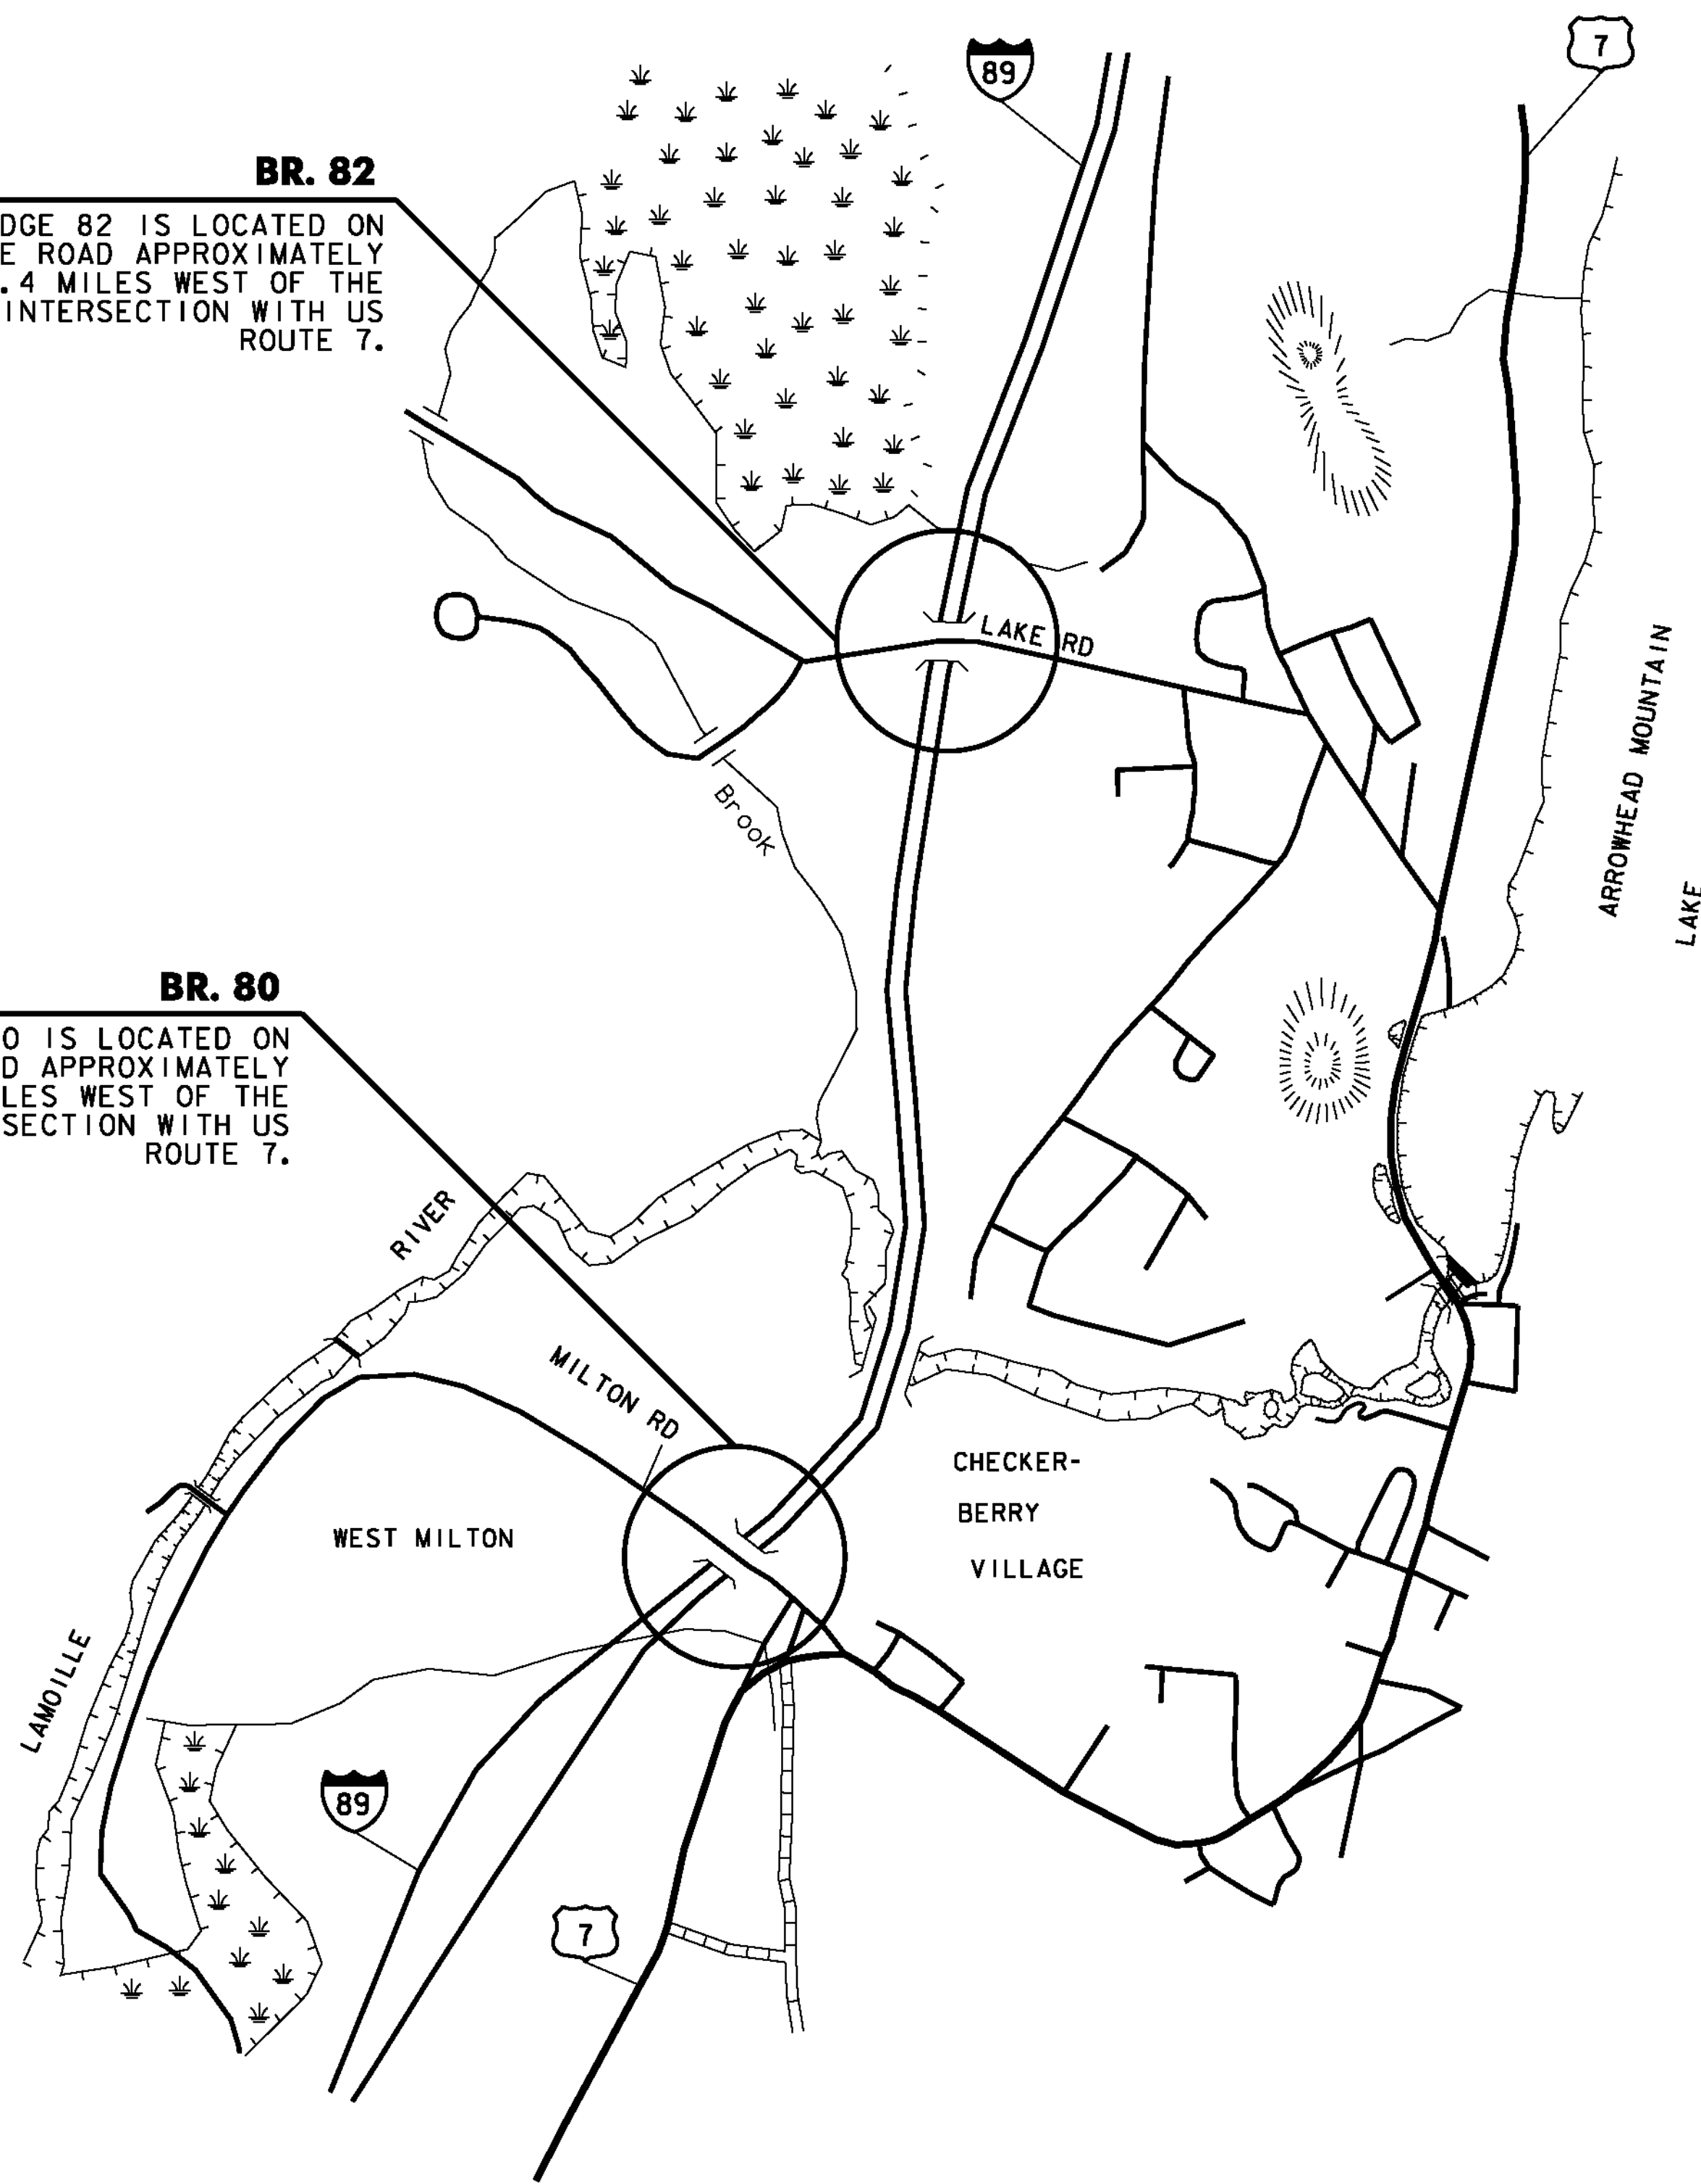 7
89
BR. 82
DGE 82 IS LOCATED ON
E ROAD APPROXIMATELY
.4 MILES WEST OF THE
INTERSECTION WITH US
ROUTE 7.
LAKE RD
ARROWHEAD MOUNTAIN
LAKE
Brook
BR. 80
0 IS LOCATED ON
D APPROXIMATELY
LES WEST OF THE
SECTION WITH US
ROUTE 7.
RIVER
MILTON RD
CHECKER-
BERRY
VILLAGE
WEST MILTON
LAMOILLE
89
7